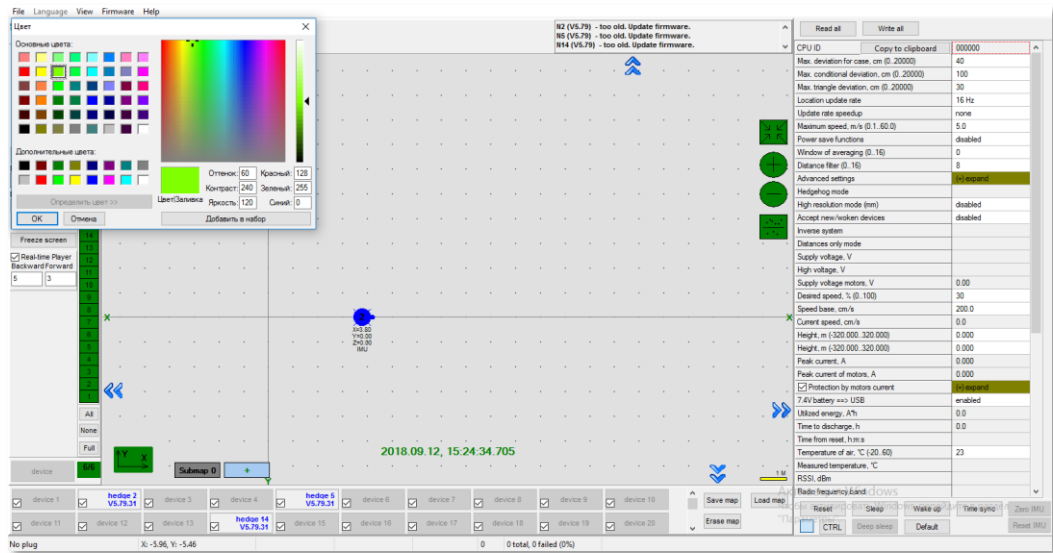 File Language View Firmware Help
Цвет
Основные цвета:
Дополнительные цвета:
Определить цвет >>
OK Отмена
Цвет|Заливка
Оттенок: 60 Красный: 128
Контраст: 240 Зеленый: 255
Яркость: 120 Синий: 0
Добавить в набор
N2 (V5.79) - too old. Update firmware.
N5 (V5.79) - too old. Update firmware.
N14 (V5.79) - too old. Update firmware.
Freeze screen
Real-time Player
Backward Forward
5 3
14
13
12
11
10
9
8
7
6
5
4
3
2
1
All
None
Full
6/6
device
X
X
2
X=3.80
Y=0.00
Z=0.00
IMU
2018.09.12, 15:24:34.705
Y X
Submap 0 +
Y
1 M
Read all Write all
CPU ID Copy to clipboard 000000
Max. deviation for case, cm (0..20000) 40
Max. conditional deviation, cm (0..20000) 100
Max. triangle deviation, cm (0..20000) 30
Location update rate 16 Hz
Update rate speedup none
Maximum speed, m/s (0.1..60.0) 5.0
Power save functions disabled
Window of averaging (0..16) 0
Distance filter (0..16) 8
Advanced settings (+) expand
Hedgehog mode
High resolution mode (mm) disabled
Accept new/woken devices disabled
Inverse system
Distances only mode
Supply voltage, V
High voltage, V
Supply voltage motors, V 0.00
Desired speed, % (0..100) 30
Speed base, cm/s 200.0
Current speed, cm/s 0.0
Height, m (-320.000..320.000) 0.000
Height, m (-320.000..320.000) 0.000
Peak current, A 0.000
Peak current of motors, A 0.000
Protection by motors current (+) expand
7.4V battery ==> USB enabled
Utilized energy, A*h 0.0
Time to discharge, h 0.0
Time from reset, h:m:s
Temperature of air, °C (-20..60) 23
Measured temperature, °C
RSSI, dBm
Radio frequency band
Reset Sleep Wake up Time sync Zero IMU
CTRL Deep sleep Default Reset IMU
device 1 hedge 2 V5.79.31 device 3 device 4 hedge 5 V5.79.31 device 6 device 7 device 8 device 9 device 10 Save map Load map
device 11 device 12 device 13 hedge 14 V5.79.31 device 15 device 16 device 17 device 18 device 19 device 20 Erase map
No plug X: -5.96, Y: -5.46 0 0 total, 0 failed (0%)